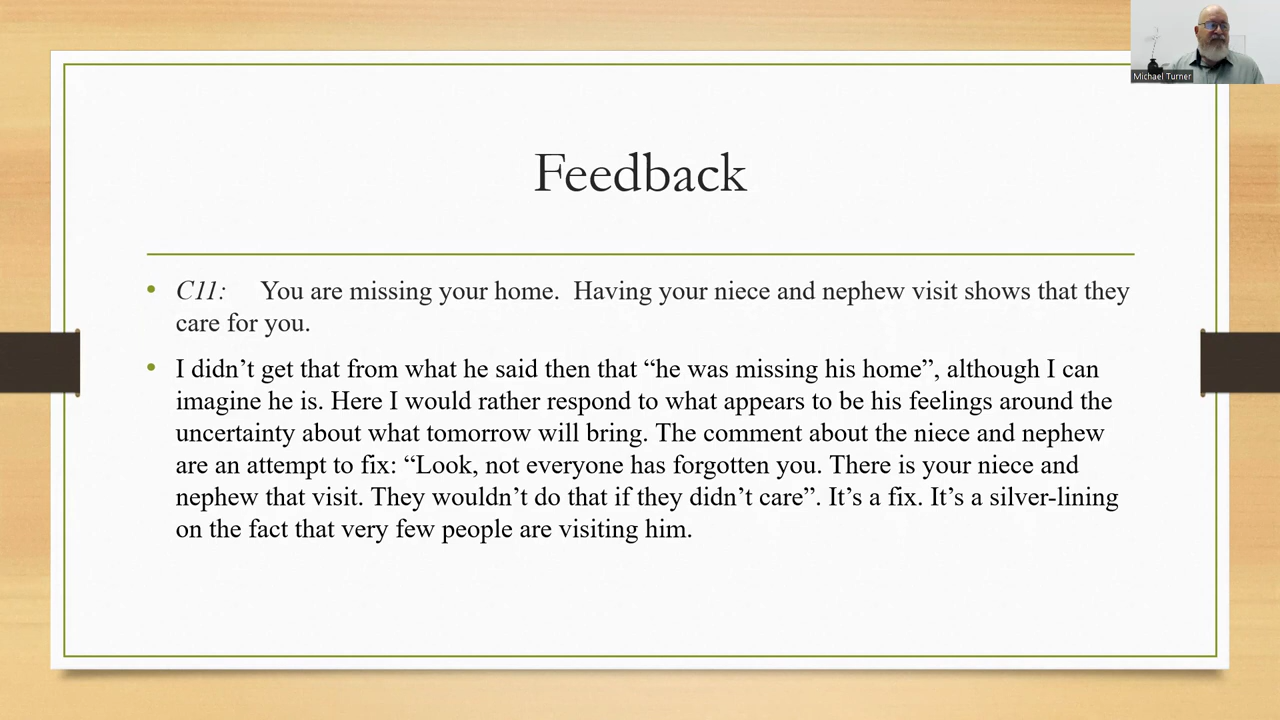 Michael Turner
Feedback
• C11: You are missing your home. Having your niece and nephew visit shows that they
care for you.
• I didn’t get that from what he said then that “he was missing his home”, although I can
imagine he is. Here I would rather respond to what appears to be his feelings around the
uncertainty about what tomorrow will bring. The comment about the niece and nephew
are an attempt to fix: “Look, not everyone has forgotten you. There is your niece and
nephew that visit. They wouldn’t do that if they didn’t care”. It’s a fix. It’s a silver-lining
on the fact that very few people are visiting him.